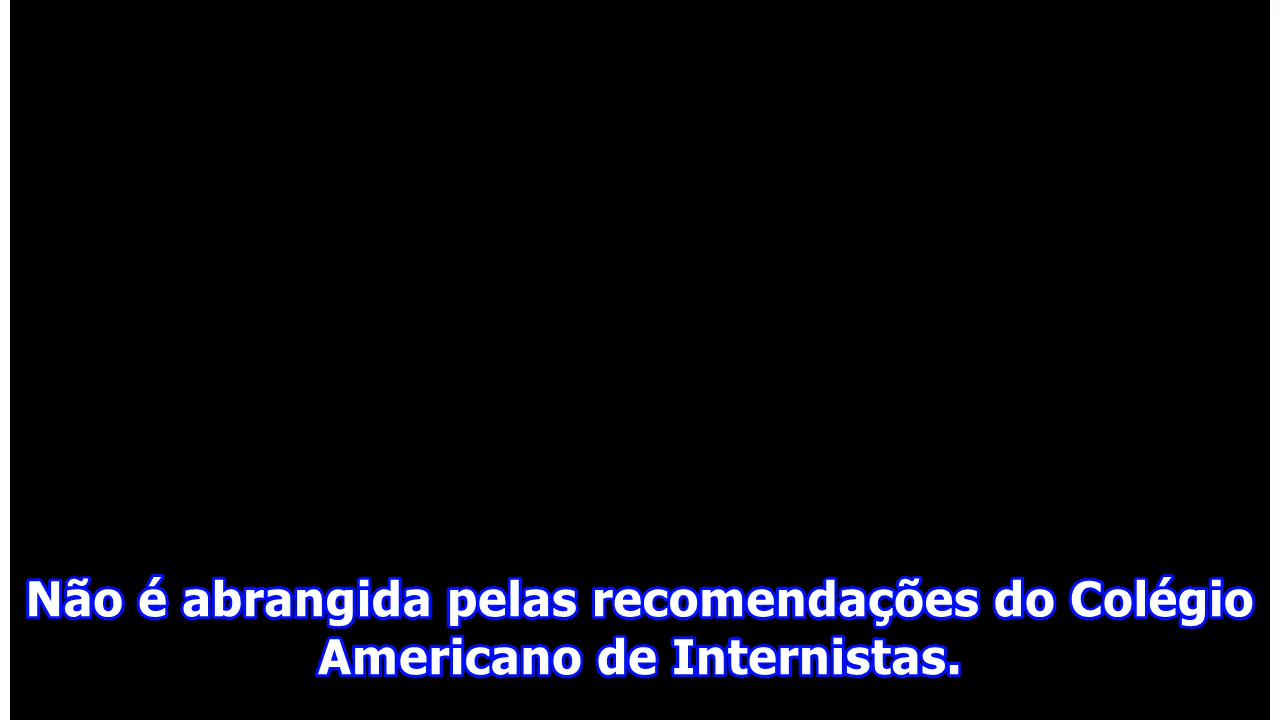 Não é abrangida pelas recomendações do Colégio
Americano de Internistas.